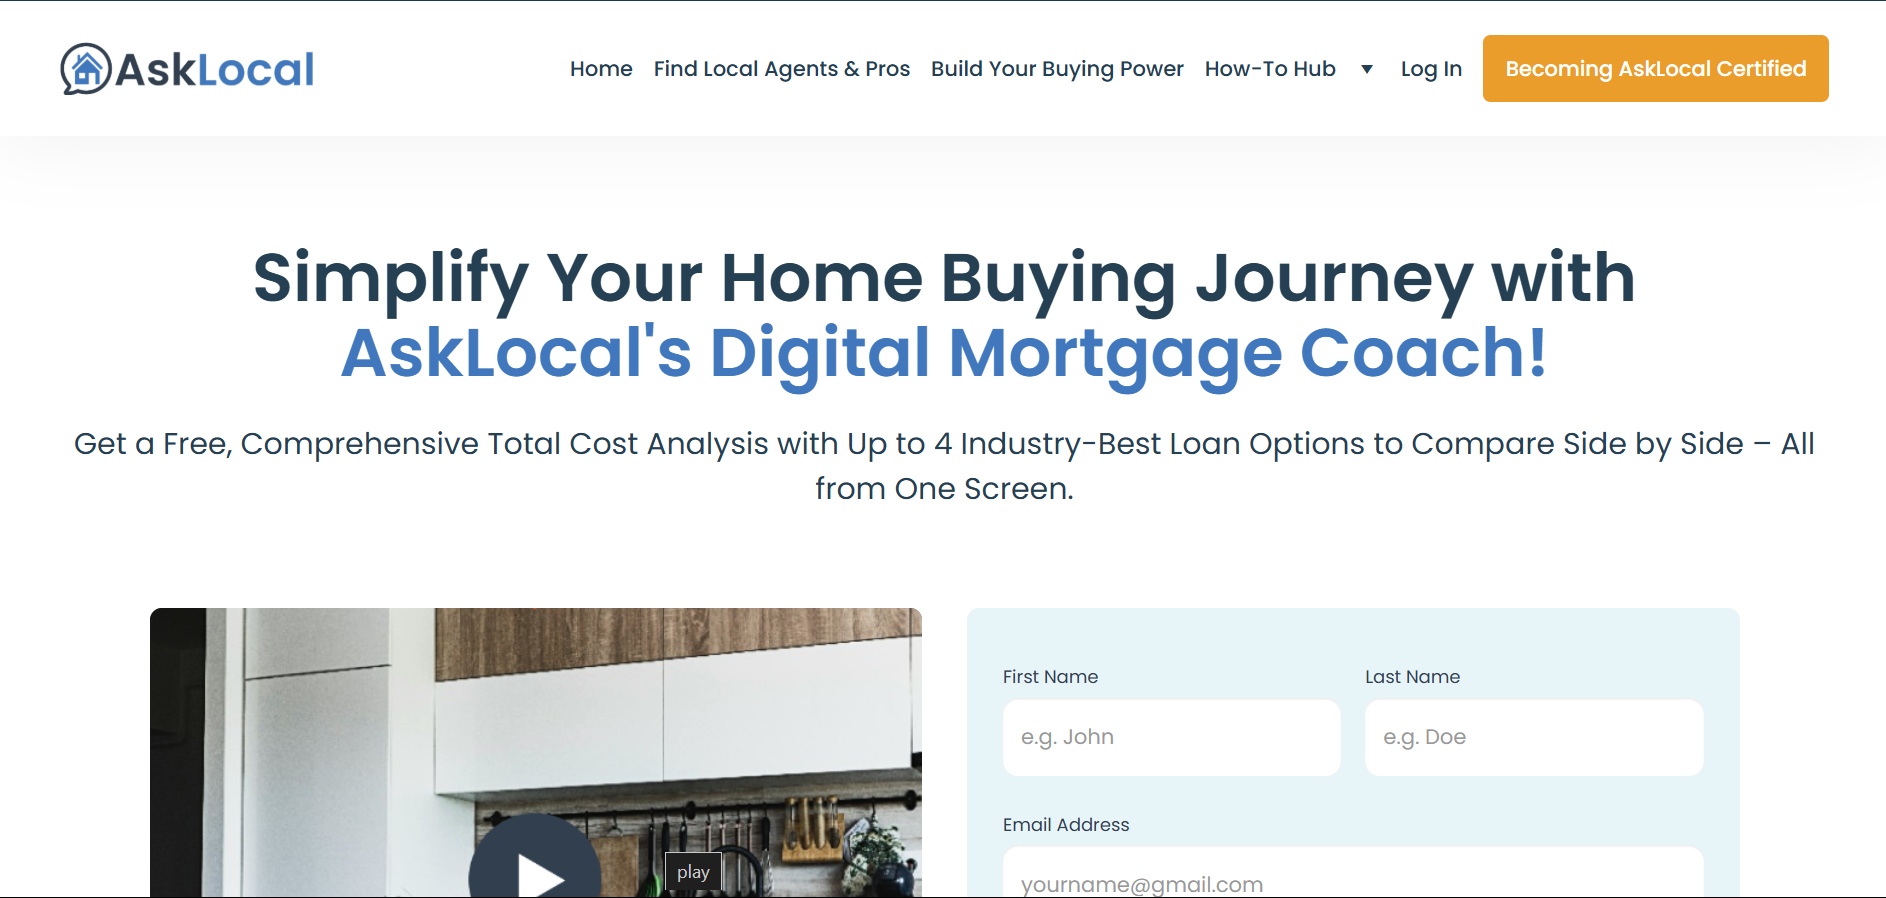 AskLocal
Home Find Local Agents & Pros Build Your Buying Power How-To Hub Log In Becoming AskLocal Certified
Simplify Your Home Buying Journey with
AskLocal's Digital Mortgage Coach!
Get a Free, Comprehensive Total Cost Analysis with Up to 4 Industry-Best Loan Options to Compare Side by Side – All
from One Screen.
First Name Last Name
e.g. John e.g. Doe
Email Address
play
yourname@gmail.com